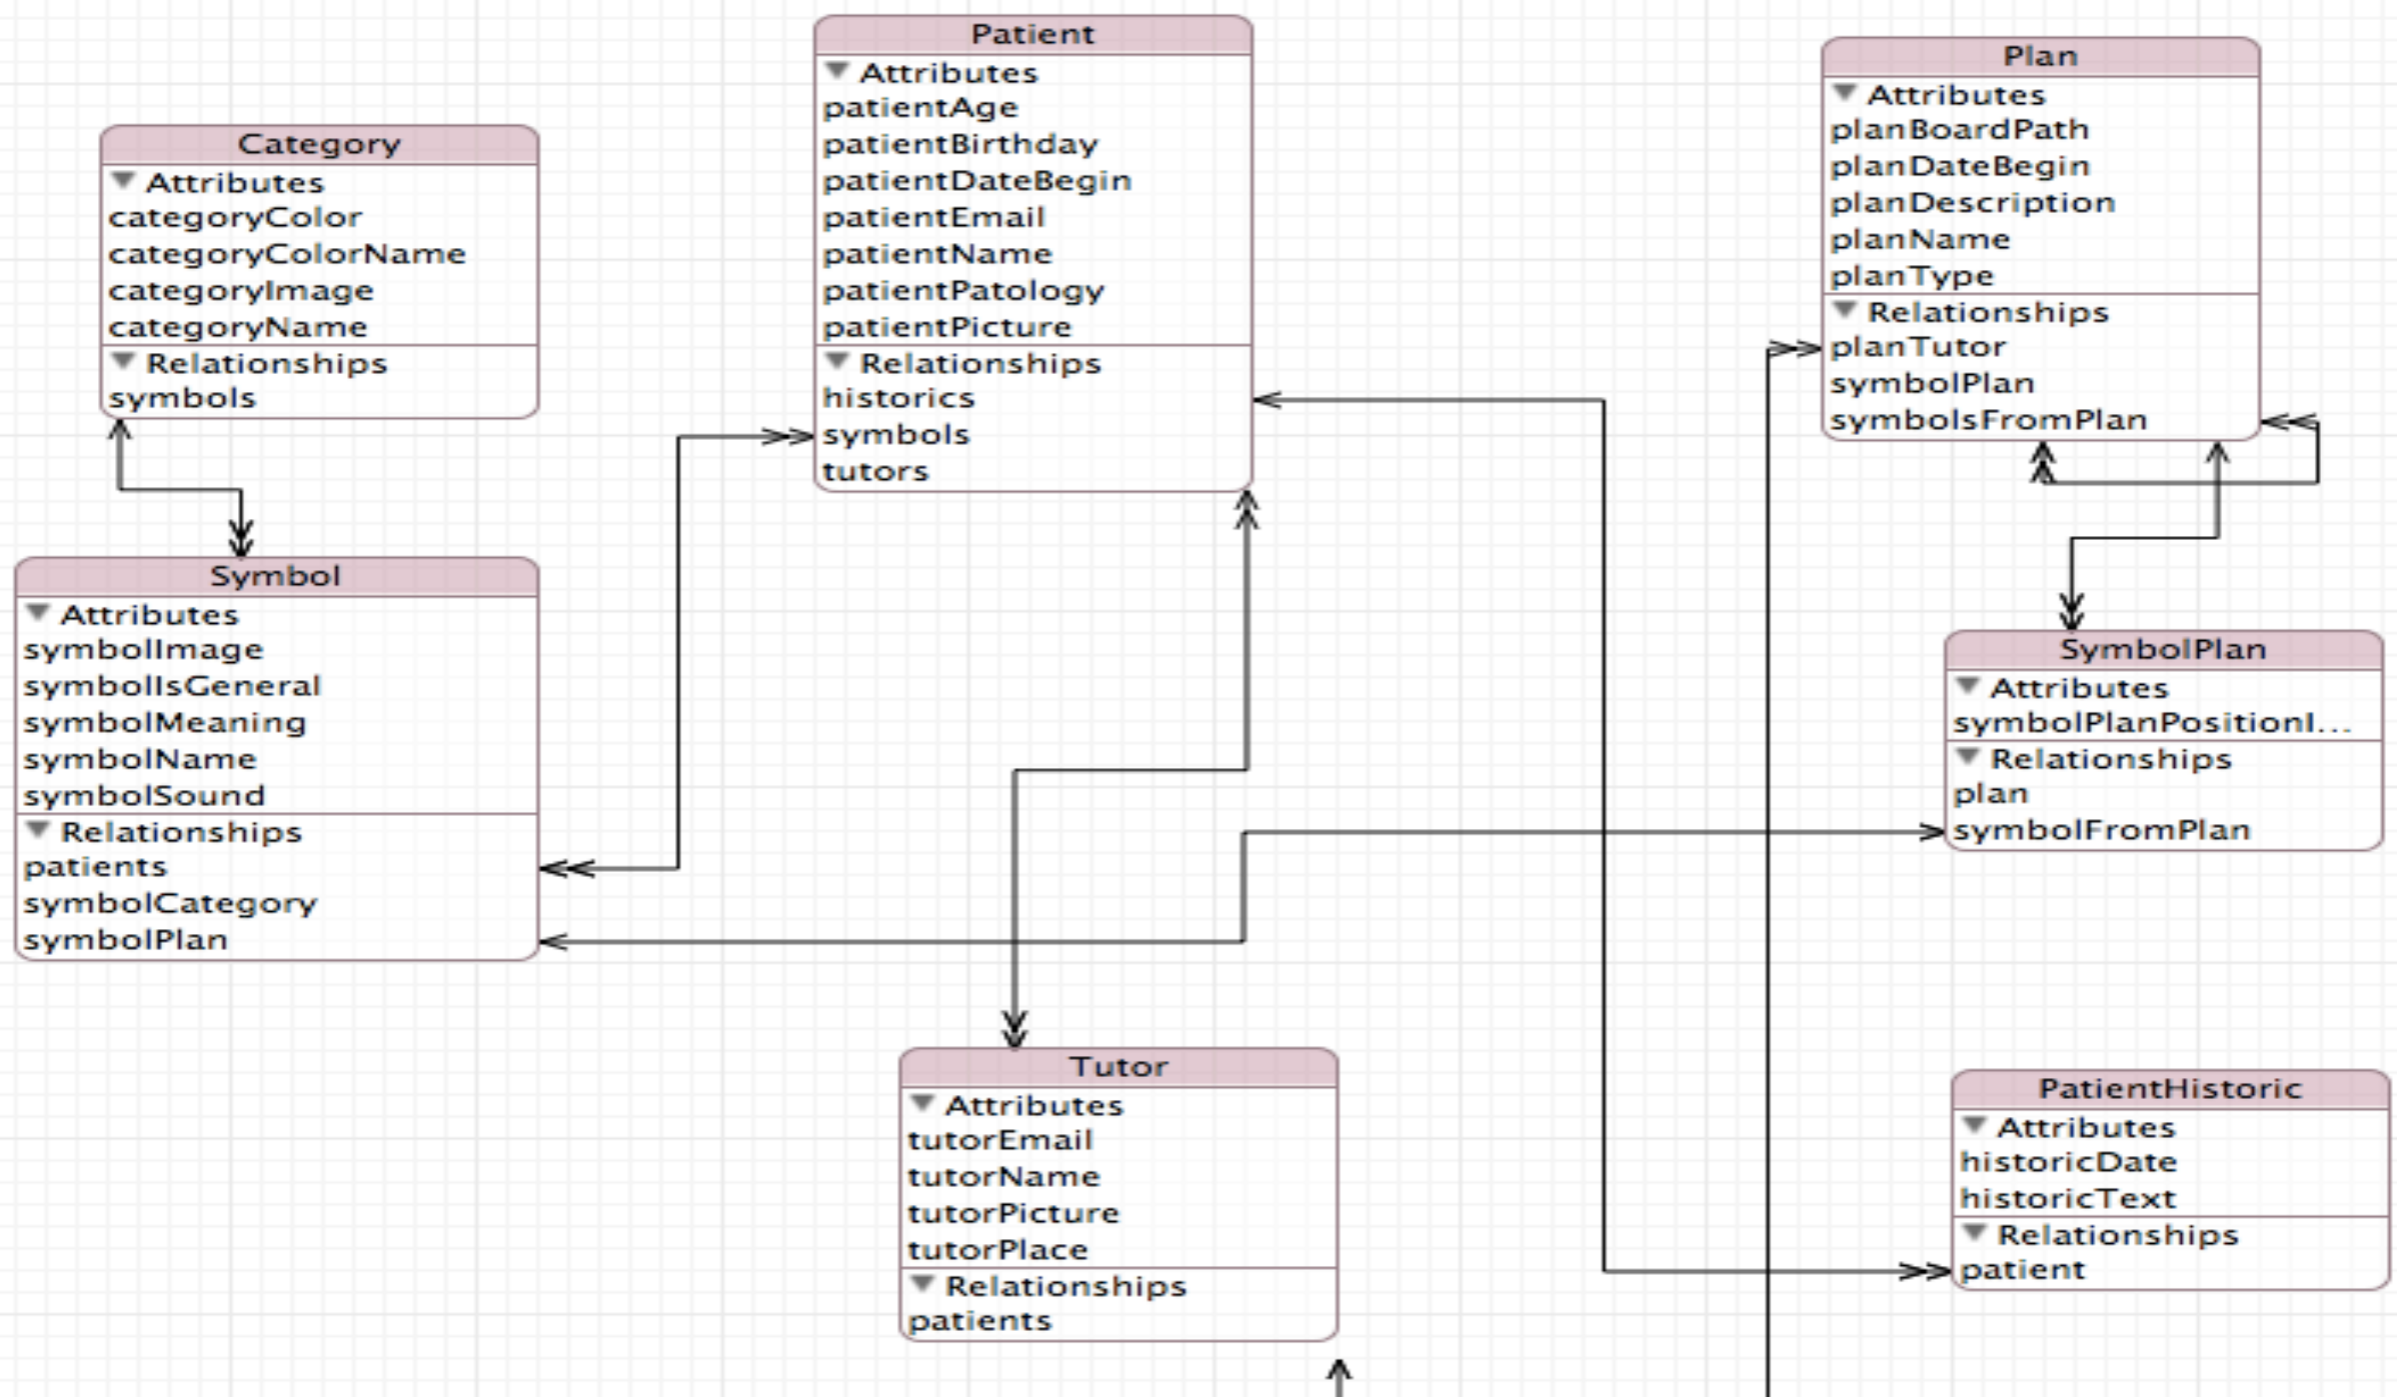 Category
Attributes
categoryColor
categoryColorName
categoryImage
categoryName
Relationships
symbols
Symbol
Attributes
symbolImage
symbolIsGeneral
symbolMeaning
symbolName
symbolSound
Relationships
patients
symbolCategory
symbolPlan
Patient
Attributes
patientAge
patientBirthday
patientDateBegin
patientEmail
patientName
patientPatology
patientPicture
Relationships
historics
symbols
tutors
Tutor
Attributes
tutorEmail
tutorName
tutorPicture
tutorPlace
Relationships
patients
Plan
Attributes
planBoardPath
planDateBegin
planDescription
planName
planType
Relationships
planTutor
symbolPlan
symbolsFromPlan
SymbolPlan
Attributes
symbolPlanPositionI...
Relationships
plan
symbolFromPlan
PatientHistoric
Attributes
historicDate
historicText
Relationships
patient